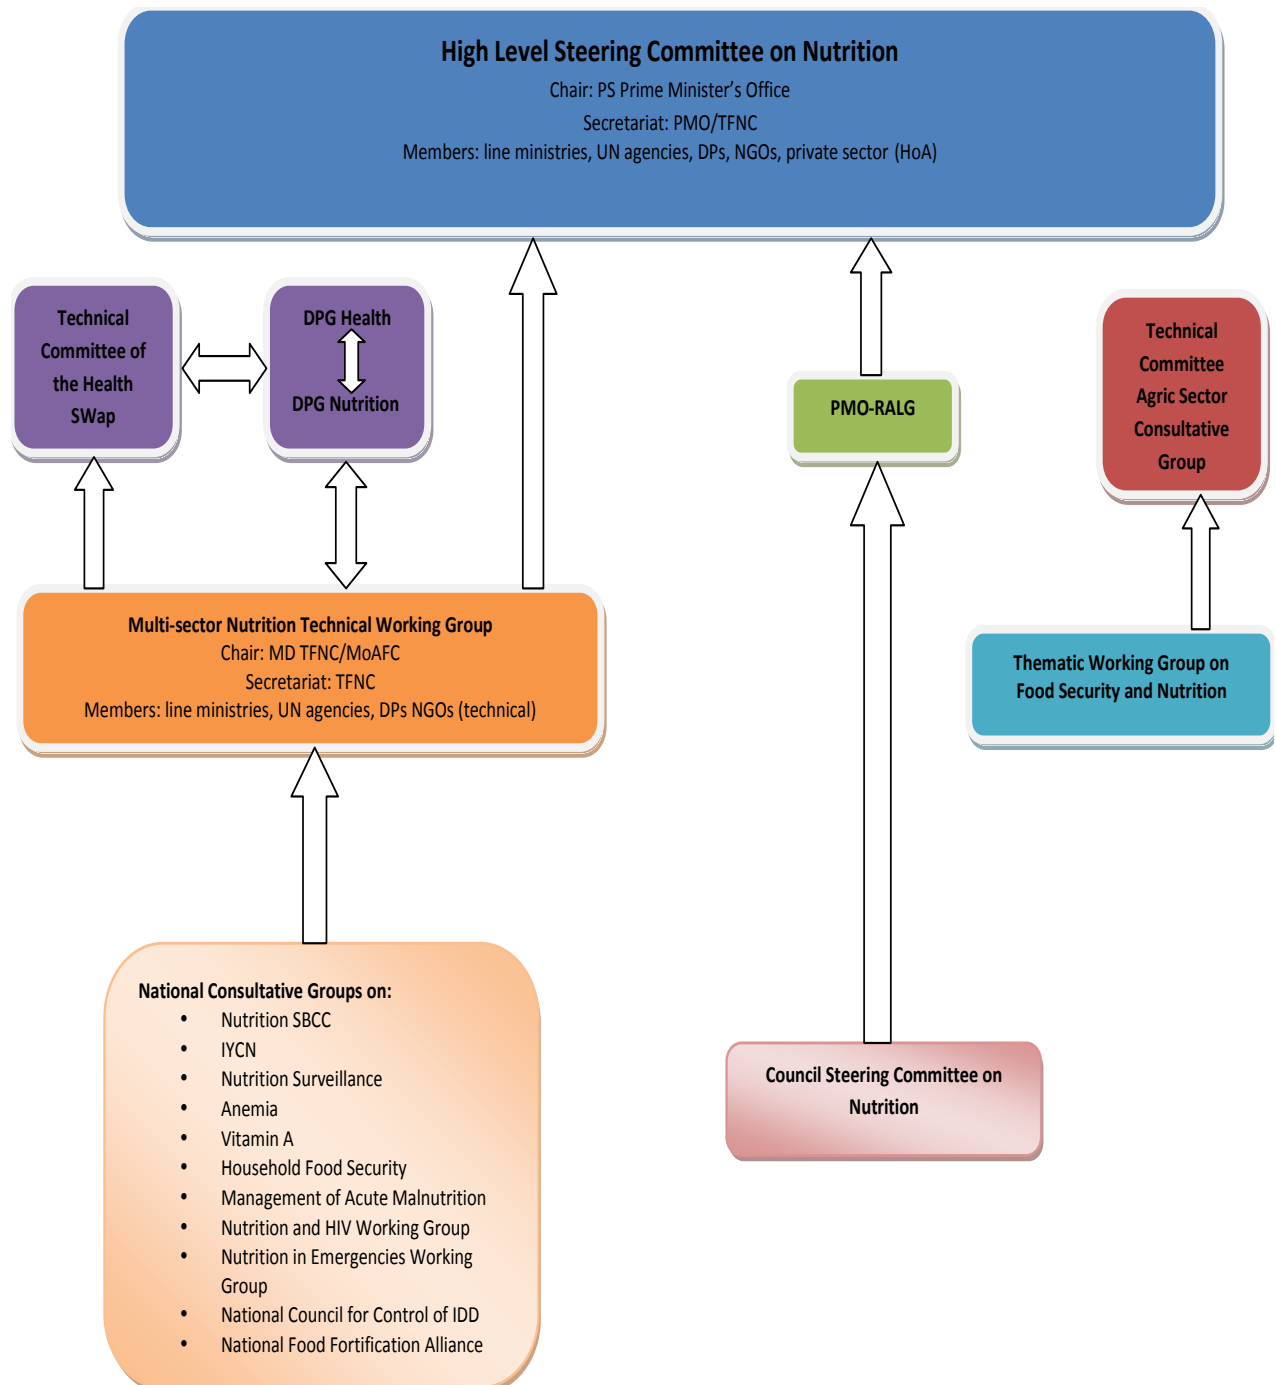 High Level Steering Committee on Nutrition
Chair: PS Prime Minister’s Office
Secretariat: PMO/TFNC
Members: line ministries, UN agencies, DPs, NGOs, private sector (HoA)
Technical
Committee of
the Health
SWap
DPG Health
DPG Nutrition
PMO-RALG
Technical
Committee
Agric Sector
Consultative
Group
Multi-sector Nutrition Technical Working Group
Chair: MD TFNC/MoAFC
Secretariat: TFNC
Members: line ministries, UN agencies, DPs NGOs (technical)
Thematic Working Group on
Food Security and Nutrition
National Consultative Groups on:
• Nutrition SBCC
• IYCN
• Nutrition Surveillance
• Anemia
• Vitamin A
• Household Food Security
• Management of Acute Malnutrition
• Nutrition and HIV Working Group
• Nutrition in Emergencies Working
Group
• National Council for Control of IDD
• National Food Fortification Alliance
Council Steering Committee on
Nutrition